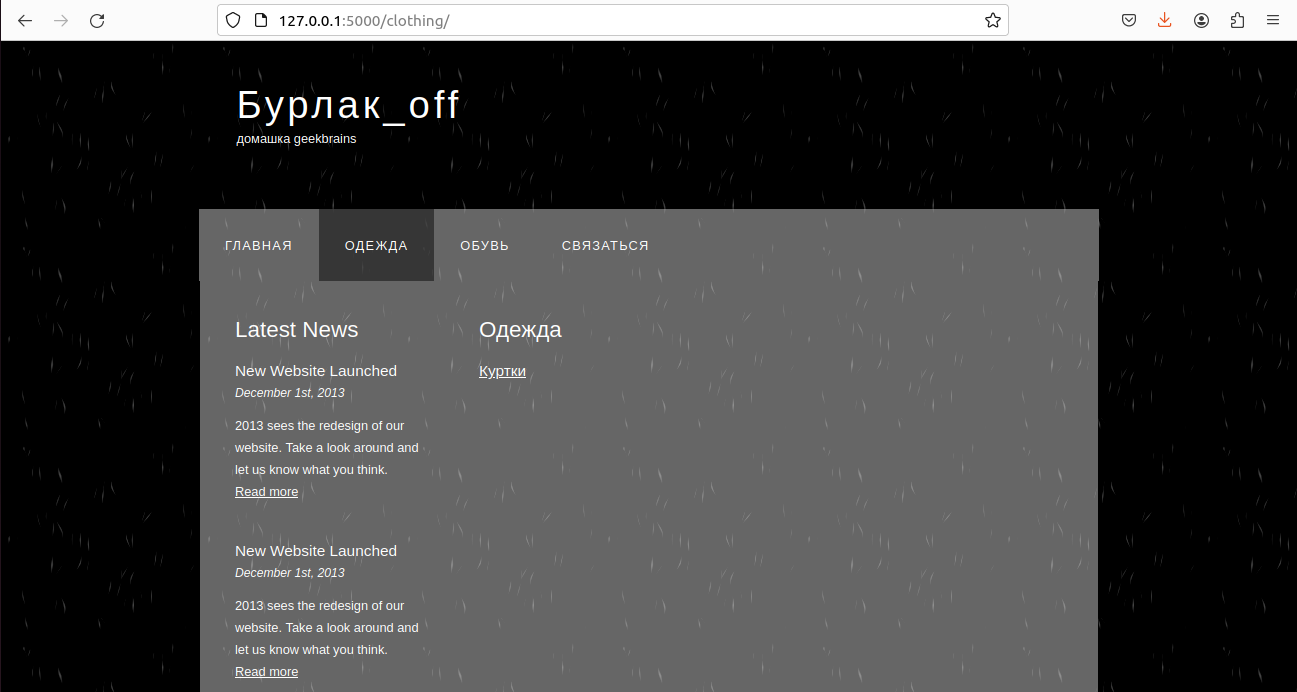 127.0.0.1:5000/clothing/
Бурлак_off
домашка geekbrains
ГЛАВНАЯ ОДЕЖДА ОБУВЬ СВЯЗАТЬСЯ
Latest News
New Website Launched
December 1st, 2013
2013 sees the redesign of our
website. Take a look around and
let us know what you think.
Read more
New Website Launched
December 1st, 2013
2013 sees the redesign of our
website. Take a look around and
let us know what you think.
Read more
Одежда
Куртки